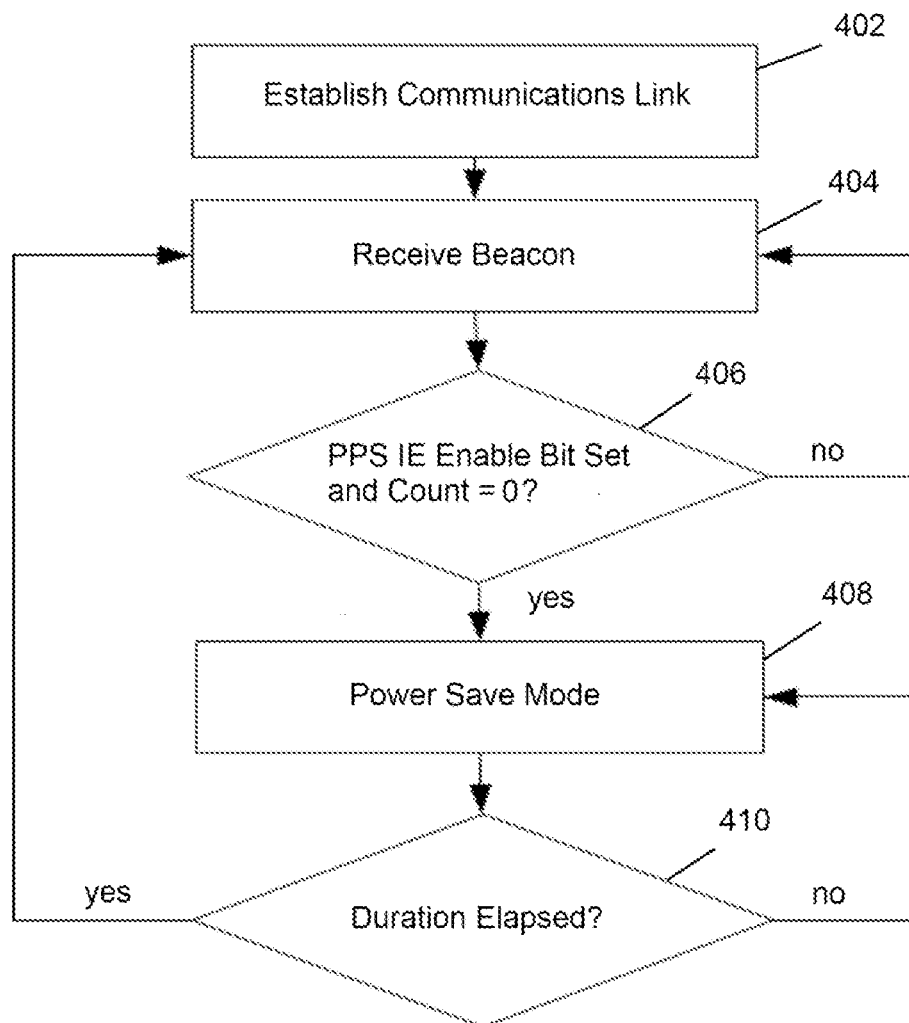 402
Establish Communications Link
404
Receive Beacon
406
PPS IE Enable Bit Set
and Count = 0?
no
yes
408
Power Save Mode
410
yes
Duration Elapsed?
no